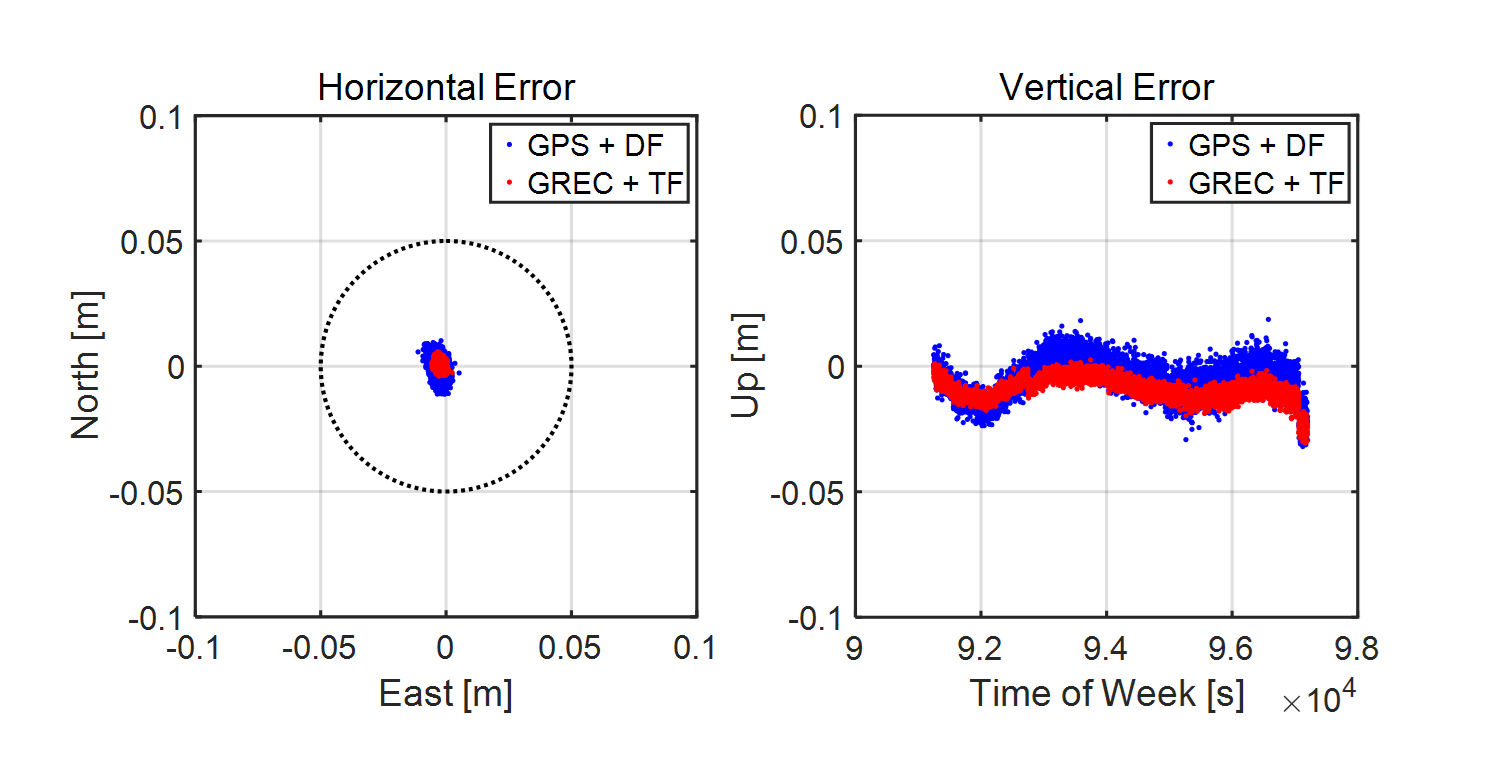 Horizontal Error
0.1
0.05
0
-0.05
-0.1
North [m]
GPS + DF
GREC + TF
-0.1 -0.05 0 0.05 0.1
East [m]
Vertical Error
0.1
0.05
0
-0.05
-0.1
Up [m]
GPS + DF
GREC + TF
9 9.2 9.4 9.6 9.8
Time of Week [s] ×10⁴